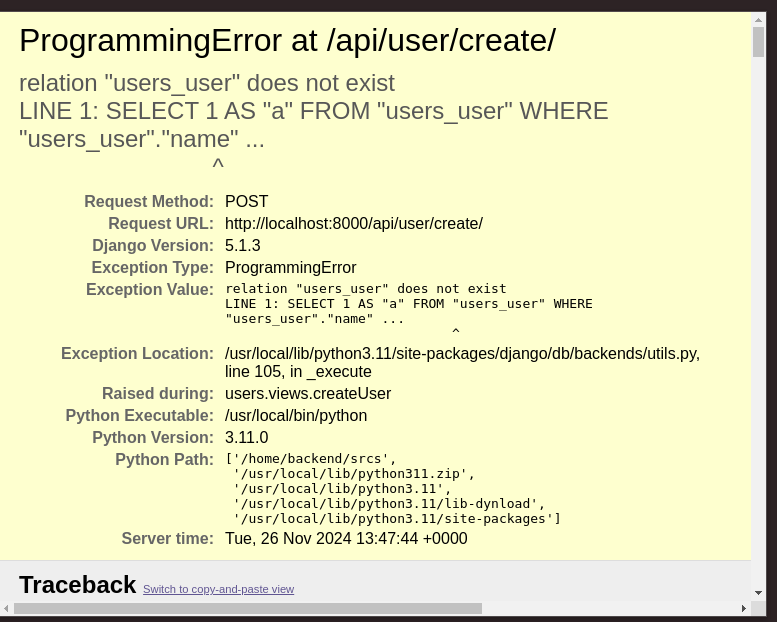 ProgrammingError at /api/user/create/
relation "users_user" does not exist
LINE 1: SELECT 1 AS "a" FROM "users_user" WHERE
"users_user"."name" ...
^
Request Method: POST
Request URL: http://localhost:8000/api/user/create/
Django Version: 5.1.3
Exception Type: ProgrammingError
Exception Value: relation "users_user" does not exist
LINE 1: SELECT 1 AS "a" FROM "users_user" WHERE
"users_user"."name" ...
^
Exception Location: /usr/local/lib/python3.11/site-packages/django/db/backends/utils.py,
line 105, in _execute
Raised during: users.views.createUser
Python Executable: /usr/local/bin/python
Python Version: 3.11.0
Python Path: ['/home/backend/srcs',
'/usr/local/lib/python311.zip',
'/usr/local/lib/python3.11',
'/usr/local/lib/python3.11/lib-dynload',
'/usr/local/lib/python3.11/site-packages']
Server time: Tue, 26 Nov 2024 13:47:44 +0000
Traceback Switch to copy-and-paste view